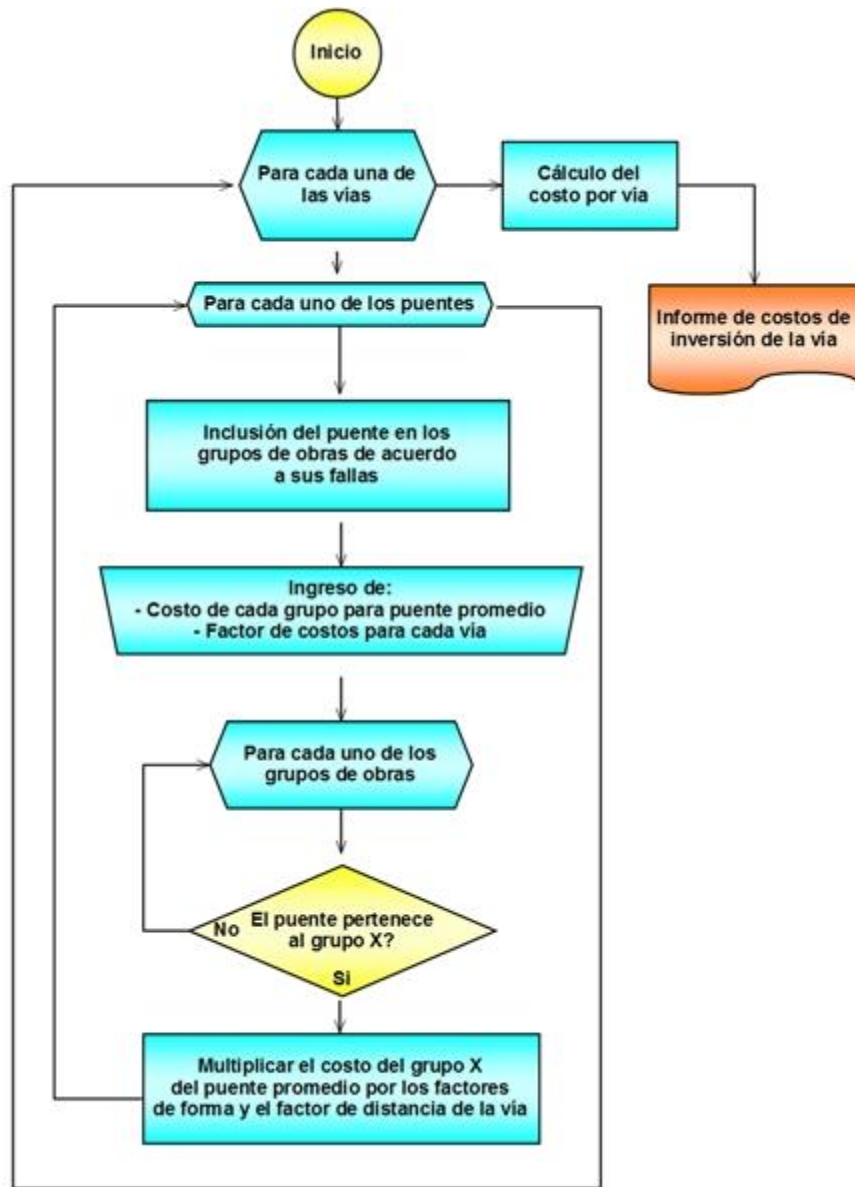 Inicio
Para cada una de
las vías
Cálculo del
costo por vía
Informe de costos de
inversión de la vía
Para cada uno de los puentes
Inclusión del puente en los
grupos de obras de acuerdo
a sus fallas
Ingreso de:
- Costo de cada grupo para puente promedio
- Factor de costos para cada vía
Para cada uno de los
grupos de obras
El puente pertenece
al grupo X?
No
Si
Multiplicar el costo del grupo X
del puente promedio por los factores
de forma y el factor de distancia de la vía